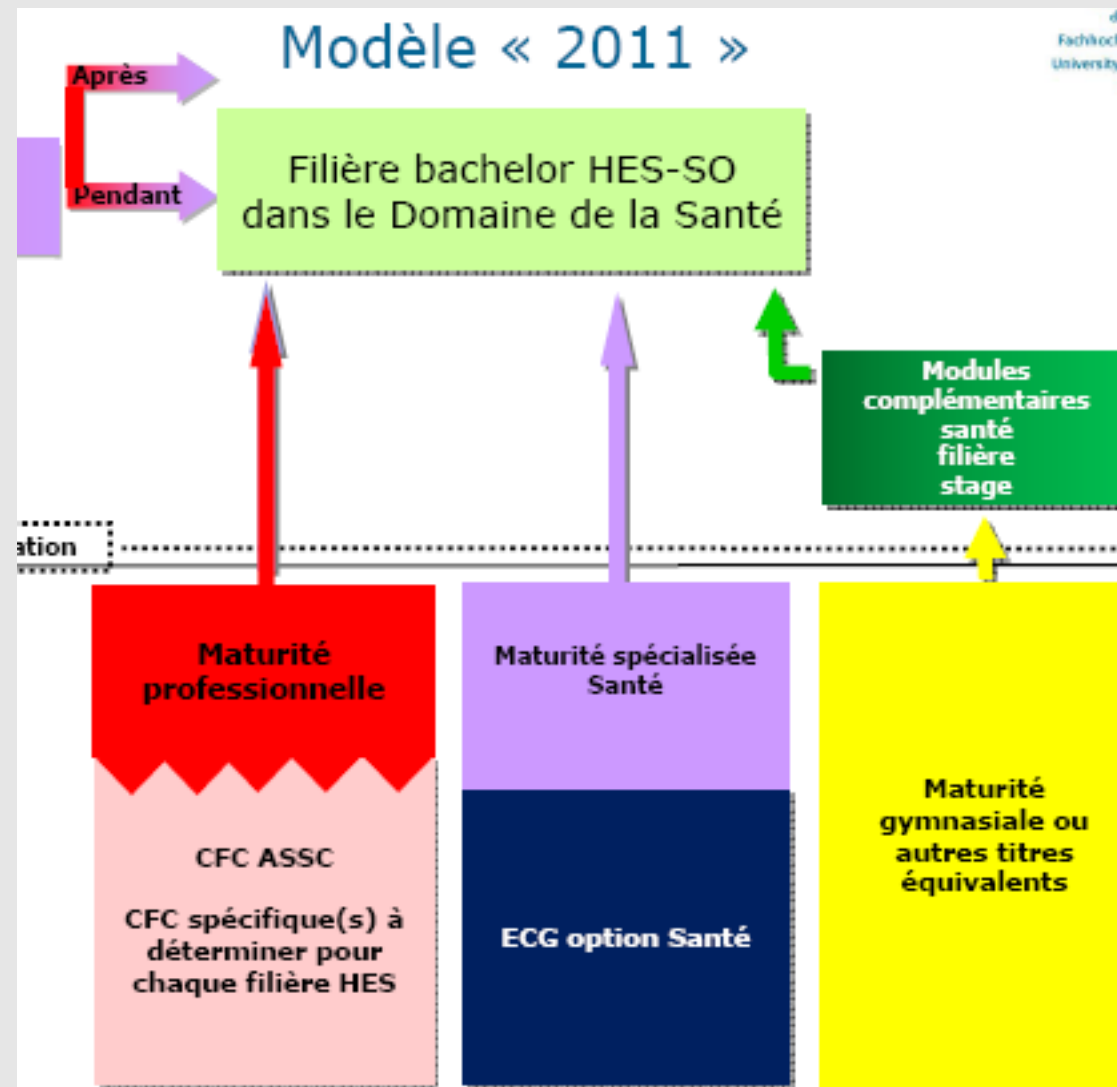 Modèle « 2011 »
Fachhoch
University
Après
Pendant
Filière bachelor HES-SO
dans le Domaine de la Santé
Modules
complémentaires
santé
filière
stage
ation
Maturité
professionnelle
CFC ASSC
CFC spécifique(s) à
déterminer pour
chaque filière HES
Maturité spécialisée
Santé
ECG option Santé
Maturité
gymnasiale ou
autres titres
équivalents